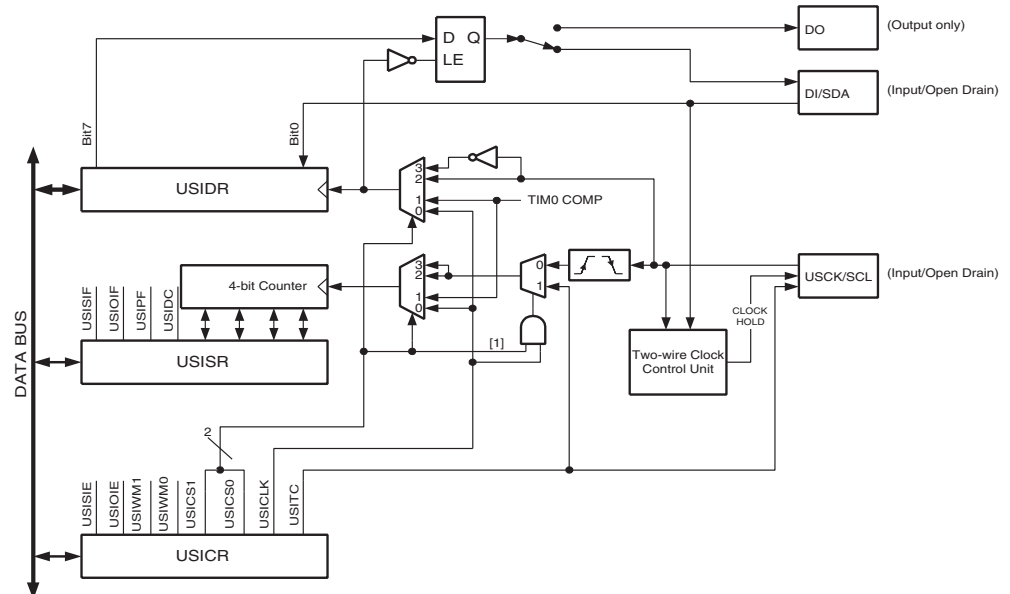 D Q
LE
DO
(Output only)
DI/SDA
(Input/Open Drain)
Bit7
Bit0
USIDR
3
2
1
0
TIM0 COMP
DATA BUS
4-bit Counter
3
2
1
0
0
1
USCK/SCL
(Input/Open Drain)
CLOCK
HOLD
USISIF
USIOIF
USIPF
USIDC
[1]
Two-wire Clock
Control Unit
USISR
2
USISIE
USIOIE
USIWM1
USIWM0
USICS1
USICS0
USICLK
USITC
USICR